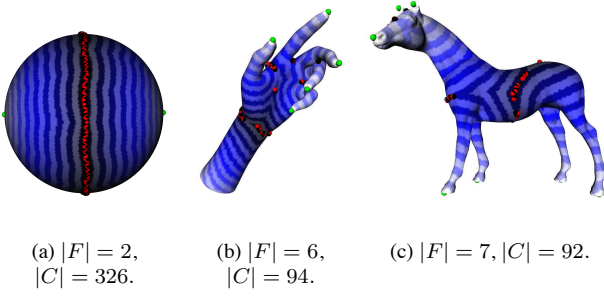 (a) |F| = 2,
|C| = 326.
(b) |F| = 6,
|C| = 94.
(c) |F| = 7, |C| = 92.